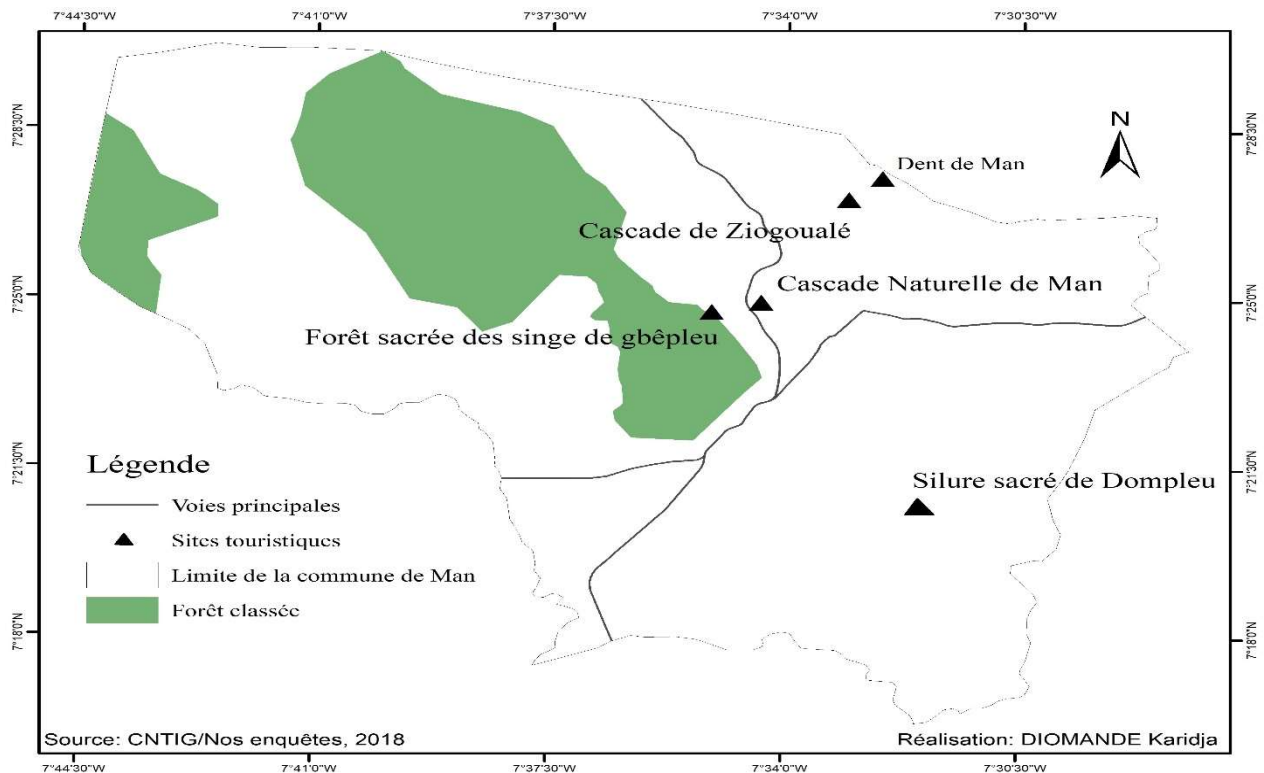 7°44'30"W
7°41'0"W
7°37'30"W
7°34'0"W
7°30'30"W
7°28'30"N
7°28'30"N
N
Dent de Man
Cascade de Ziogoualé
Cascade Naturelle de Man
7°25'0"N
7°25'0"N
Forêt sacrée des singe de gbêpleu
7°21'30"N
7°21'30"N
Silure sacré de Dompleu
Légende
Voies principales
Sites touristiques
Limite de la commune de Man
Forêt classée
7°18'0"N
7°18'0"N
Source: CNTIG/Nos enquêtes, 2018
Réalisation: DIOMANDE Karidja
7°44'30"W
7°41'0"W
7°37'30"W
7°34'0"W
7°30'30"W